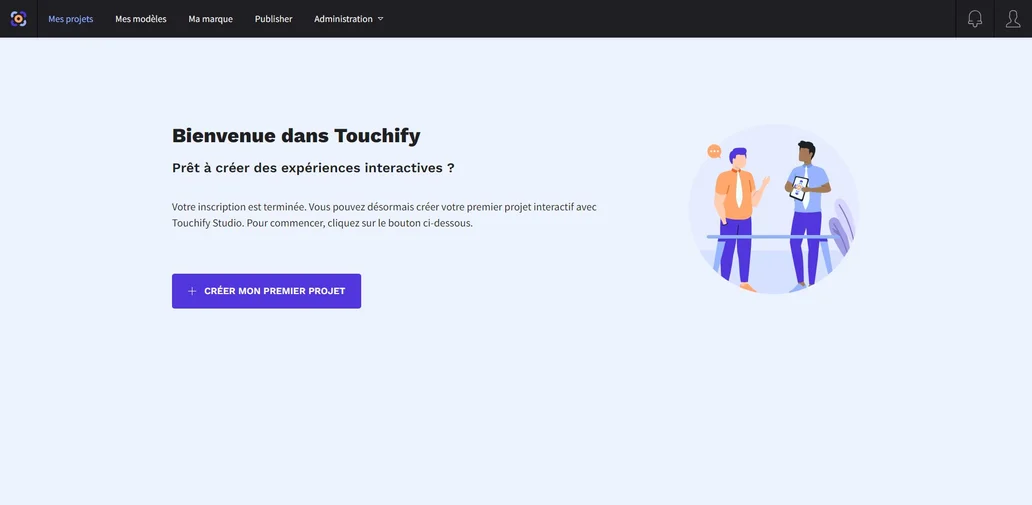 Mes projets Mes modèles Ma marque Publisher Administration
Bienvenue dans Touchify
Prêt à créer des expériences interactives ?
Votre inscription est terminée. Vous pouvez désormais créer votre premier projet interactif avec
Touchify Studio. Pour commencer, cliquez sur le bouton ci-dessous.
CRÉER MON PREMIER PROJET